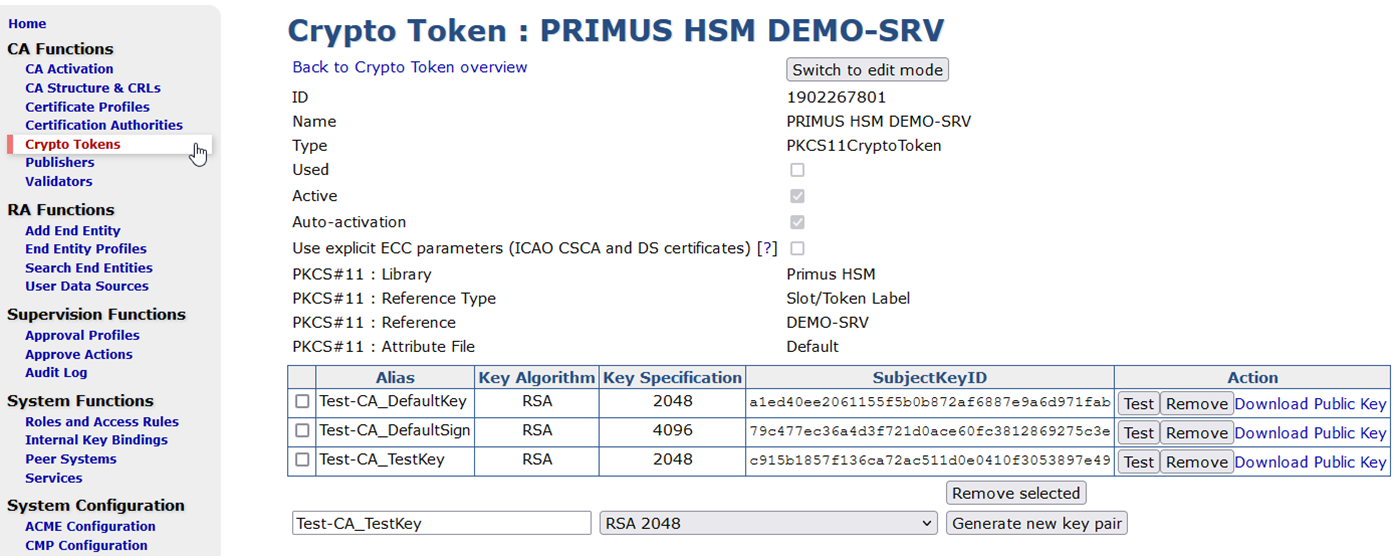 Home
CA Functions
CA Activation
CA Structure & CRLs
Certificate Profiles
Certification Authorities
Crypto Tokens
Publishers
Validators
RA Functions
Add End Entity
End Entity Profiles
Search End Entities
User Data Sources
Supervision Functions
Approval Profiles
Approve Actions
Audit Log
System Functions
Roles and Access Rules
Internal Key Bindings
Peer Systems
Services
System Configuration
ACME Configuration
CMP Configuration
Crypto Token : PRIMUS HSM DEMO-SRV
Back to Crypto Token overview Switch to edit mode
ID 1902267801
Name PRIMUS HSM DEMO-SRV
Type PKCS11CryptoToken
Used
Active
Auto-activation
Use explicit ECC parameters (ICAO CSCA and DS certificates) [?]
PKCS#11 : Library Primus HSM
PKCS#11 : Reference Type Slot/Token Label
PKCS#11 : Reference DEMO-SRV
PKCS#11 : Attribute File Default
Alias Key Algorithm Key Specification SubjectKeyID Action
Test-CA_DefaultKey RSA 2048 a1ed40ee2061155f5b0b872af6887e9a6d971fab Test Remove Download Public Key
Test-CA_DefaultSign RSA 4096 79c477ec36a4d3f721d0ace60fc3812869275c3e Test Remove Download Public Key
Test-CA_TestKey RSA 2048 c915b1857f136ca72ac511d0e0410f3053897e49 Test Remove Download Public Key
Remove selected
Test-CA_TestKey RSA 2048 Generate new key pair